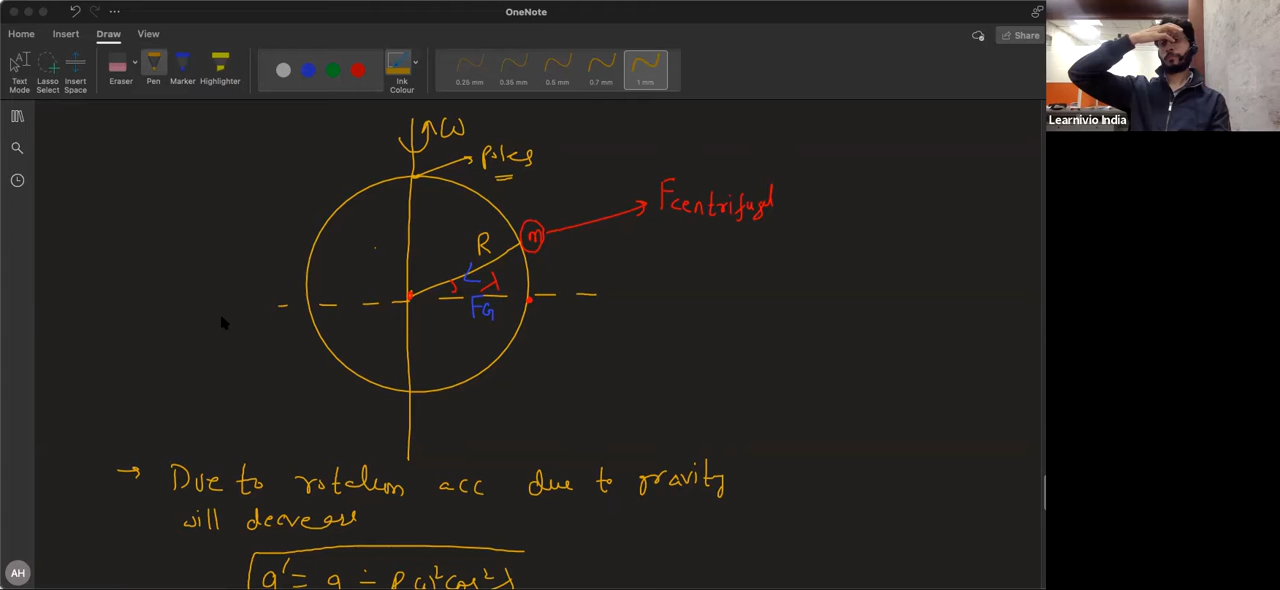 OneNote
Home Insert Draw View
Share
Text Mode
Lasso Select
Insert Space
Eraser
Pen
Marker
Highlighter
Ink Colour
0.25 mm
0.35 mm
0.5 mm
0.7 mm
1 mm
Learnivio India
ω
poles
Fcentrifugal
m
R
λ
FG
→ Due to rotation acc due to gravity
will decrease
g' = g - Rω²cos²λ
AH